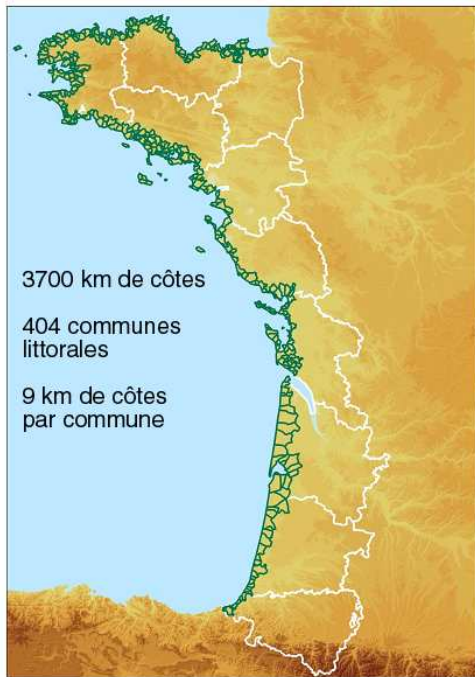 3700 km de côtes
404 communes
littorales
9 km de côtes
par commune